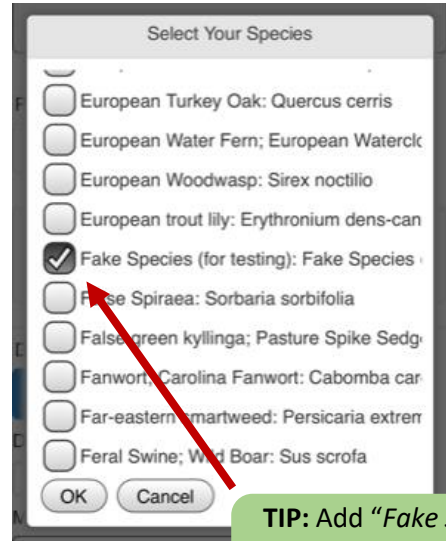 Select Your Species
European Turkey Oak: Quercus cerris
European Water Fern; European Waterclo
European Woodwasp: Sirex noctilio
European trout lily: Erythronium dens-can
Fake Species (for testing): Fake Species
False Spiraea: Sorbaria sorbifolia
False green kyllinga; Pasture Spike Sedg
Fanwort; Carolina Fanwort: Cabomba car
Far-eastern smartweed: Persicaria extrem
Feral Swine; Wild Boar: Sus scrofa
OK Cancel
TIP: Add "Fake